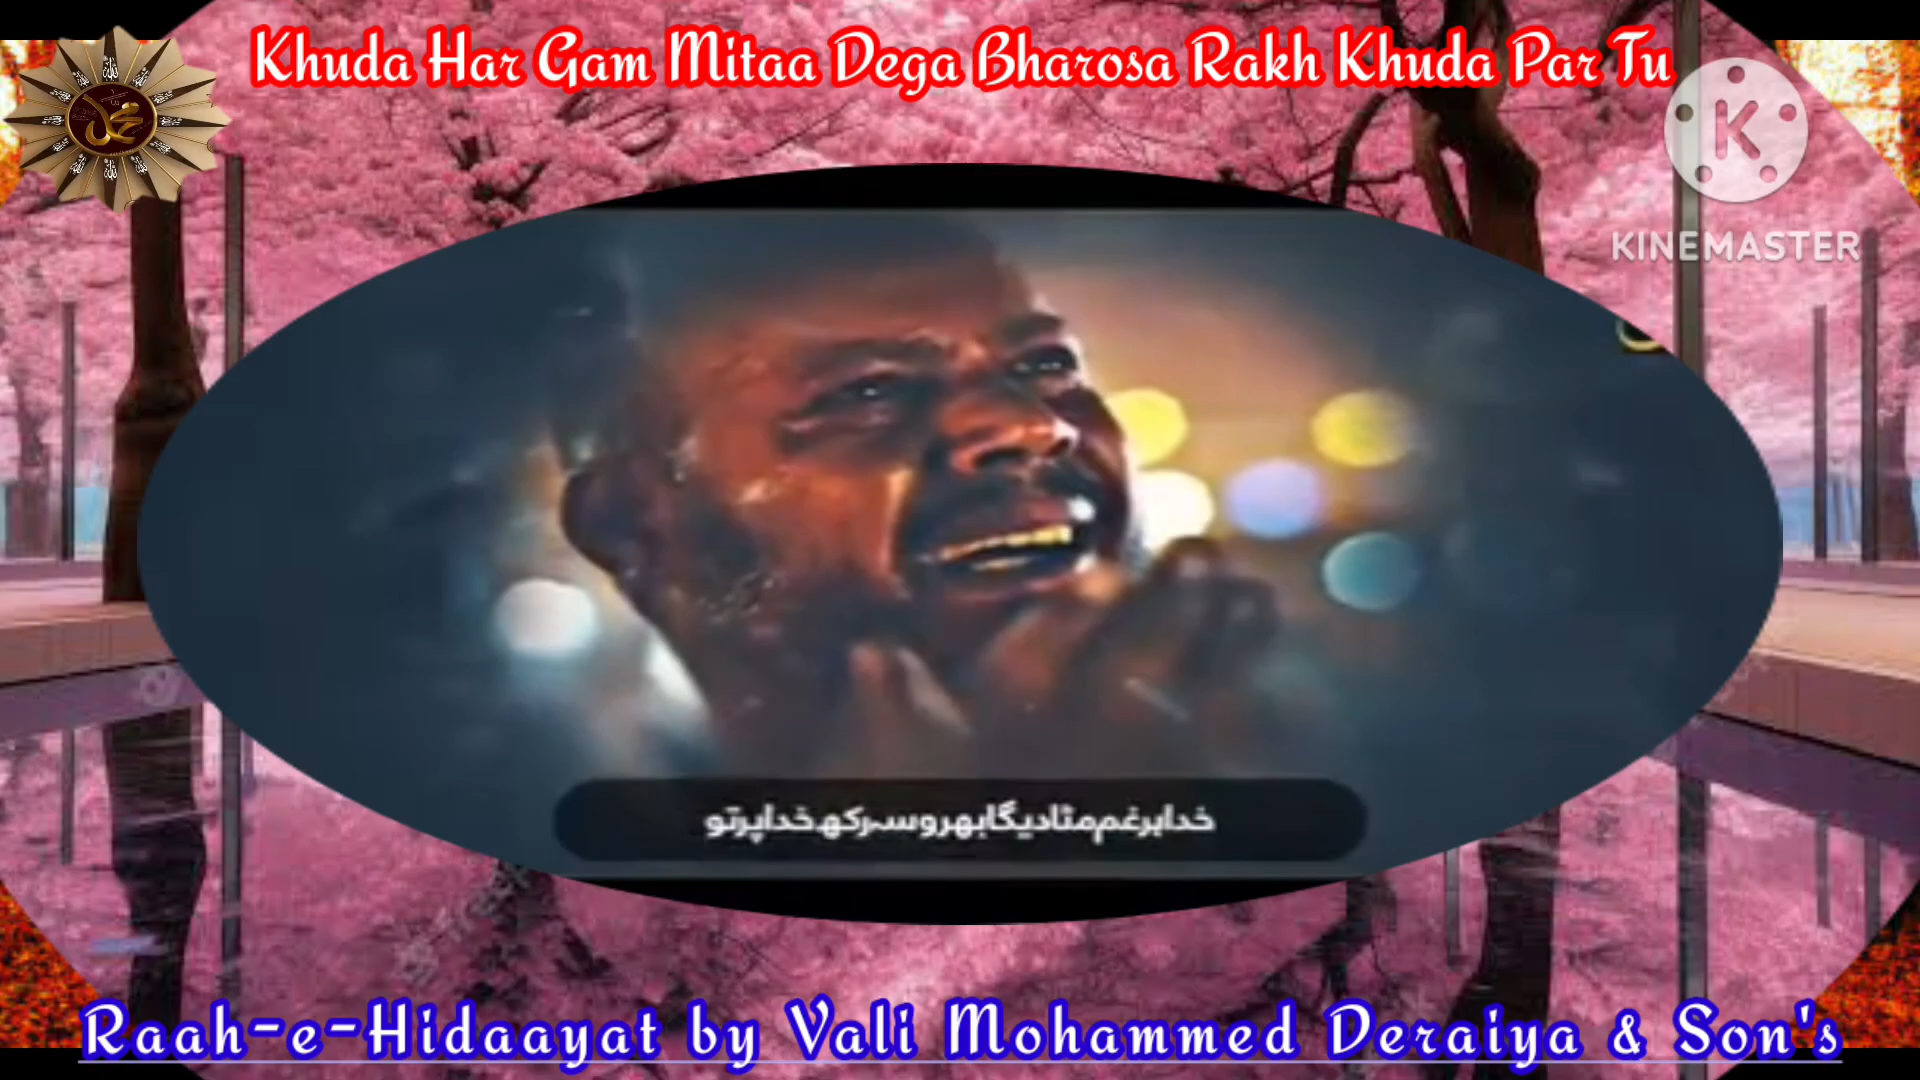 Khuda Har Gam Mitaa Dega Bharosa Rakh Khuda Par Tu
محمد
K
KINEMASTER
خدا ہر غم مٹا دیگا بھروسہ رکھ خدا پر تو
Raah-e-Hidaayat by Vali Mohammed Deraiya & Son's